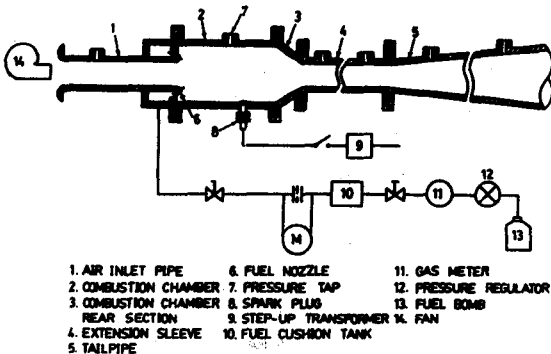 1 2 7 3 4 5
14
6
8
9
12
10 11
M 13
1. AIR INLET PIPE 6. FUEL NOZZLE 11. GAS METER
2. COMBUSTION CHAMBER 7. PRESSURE TAP 12. PRESSURE REGULATOR
3. COMBUSTION CHAMBER 8. SPARK PLUG 13. FUEL BOMB
REAR SECTION 9. STEP-UP TRANSFORMER 14. FAN
4. EXTENSION SLEEVE 10. FUEL CUSHION TANK
5. TAILPIPE